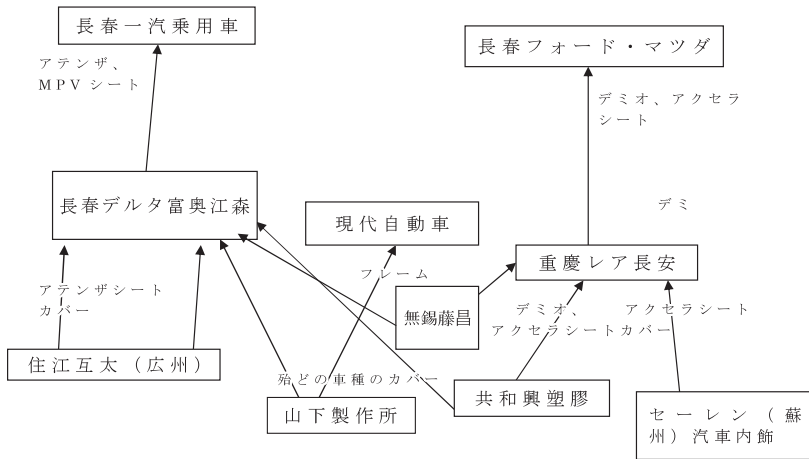 長春一汽乗用車
長春フォード・マツダ
アテンザ、
MPVシート
デミオ、アクセラ
シート
長春デルタ富奥江森
現代自動車
デミ
重慶レア長安
フレーム
アテンザシート
カバー
無錫藤昌
デミオ、
アクセラシートカバー
アクセラシート
住江互太(広州)
殆どの車種のカバー
山下製作所
共和興塑膠
セーレン(蘇
州)汽車内飾